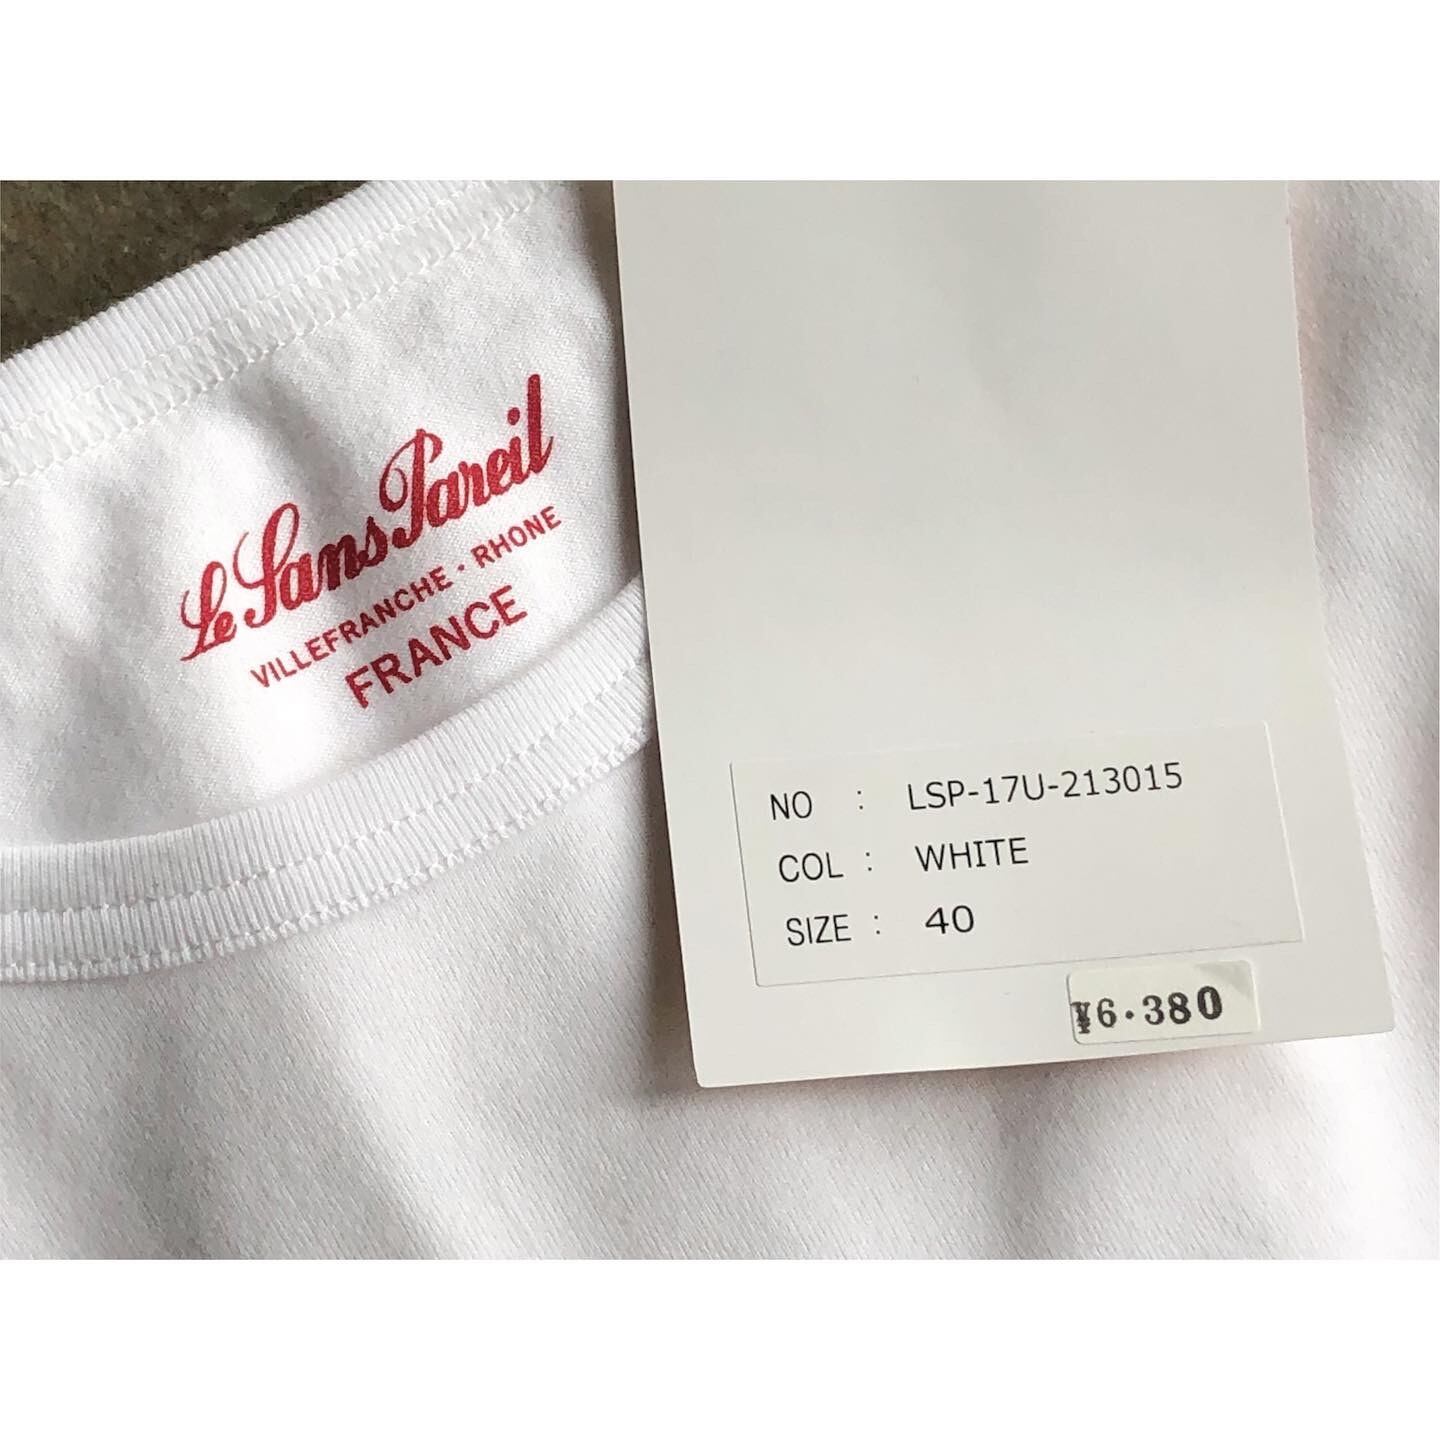 Le Sans Pareil
VILLEFRANCHE · RHONE
FRANCE
NO : LSP-17U-213015
COL : WHITE
SIZE : 40
¥6·380